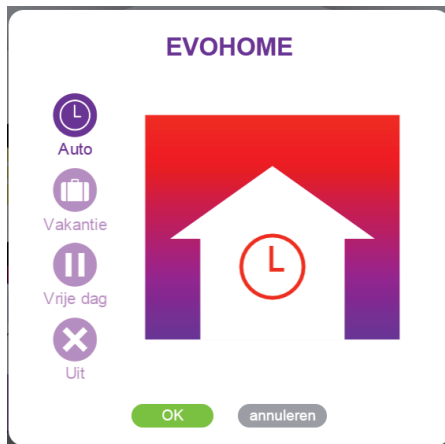 EVOHOME
Auto
Vakantie
Vrije dag
Uit
OK
annuleren